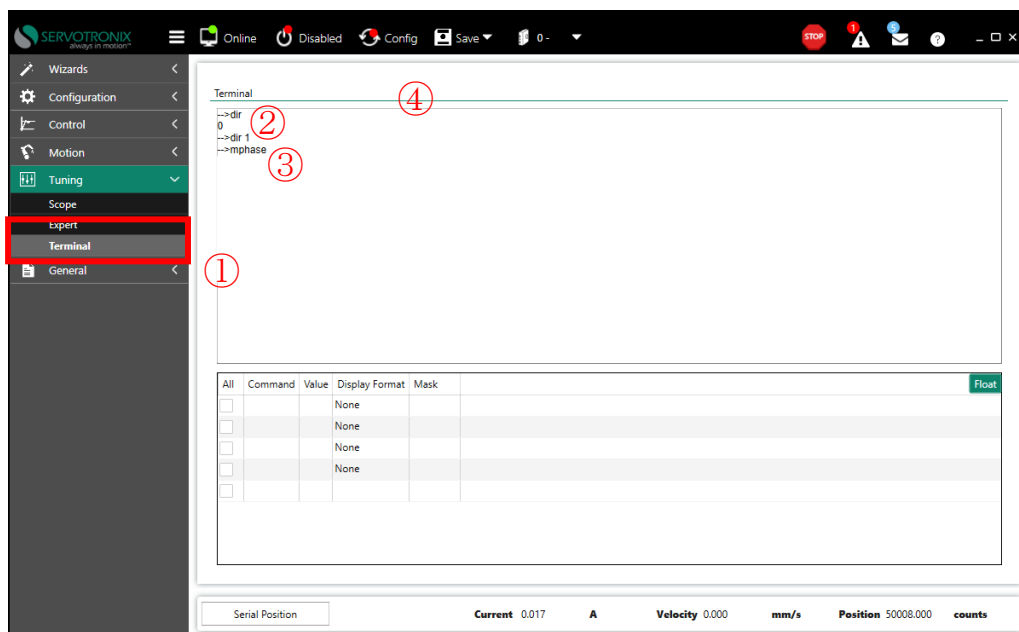 SERVOTRONIX
always in motion™
Online Disabled Config Save 0 - STOP 1 5 ?
Wizards
Configuration
Control
Motion
Tuning
Scope
Expert
Terminal
General
Terminal
④
-->dir
②
0
-->dir 1
-->mphase
③
①
All Command Value Display Format Mask Float
None
None
None
None
Serial Position Current 0.017 A Velocity 0.000 mm/s Position 50008.000 counts